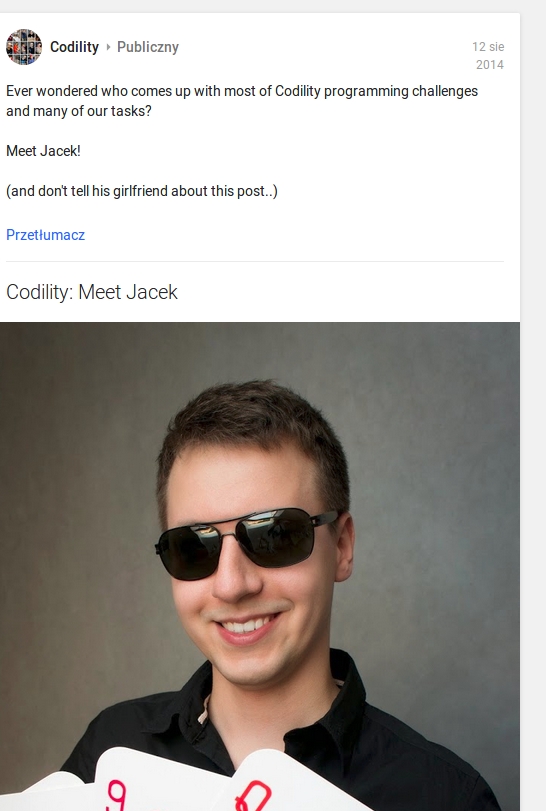 Codility ▸ Publiczny
12 sie
2014
Ever wondered who comes up with most of Codility programming challenges
and many of our tasks?
Meet Jacek!
(and don't tell his girlfriend about this post..)
Przetłumacz
Codility: Meet Jacek
9
Q